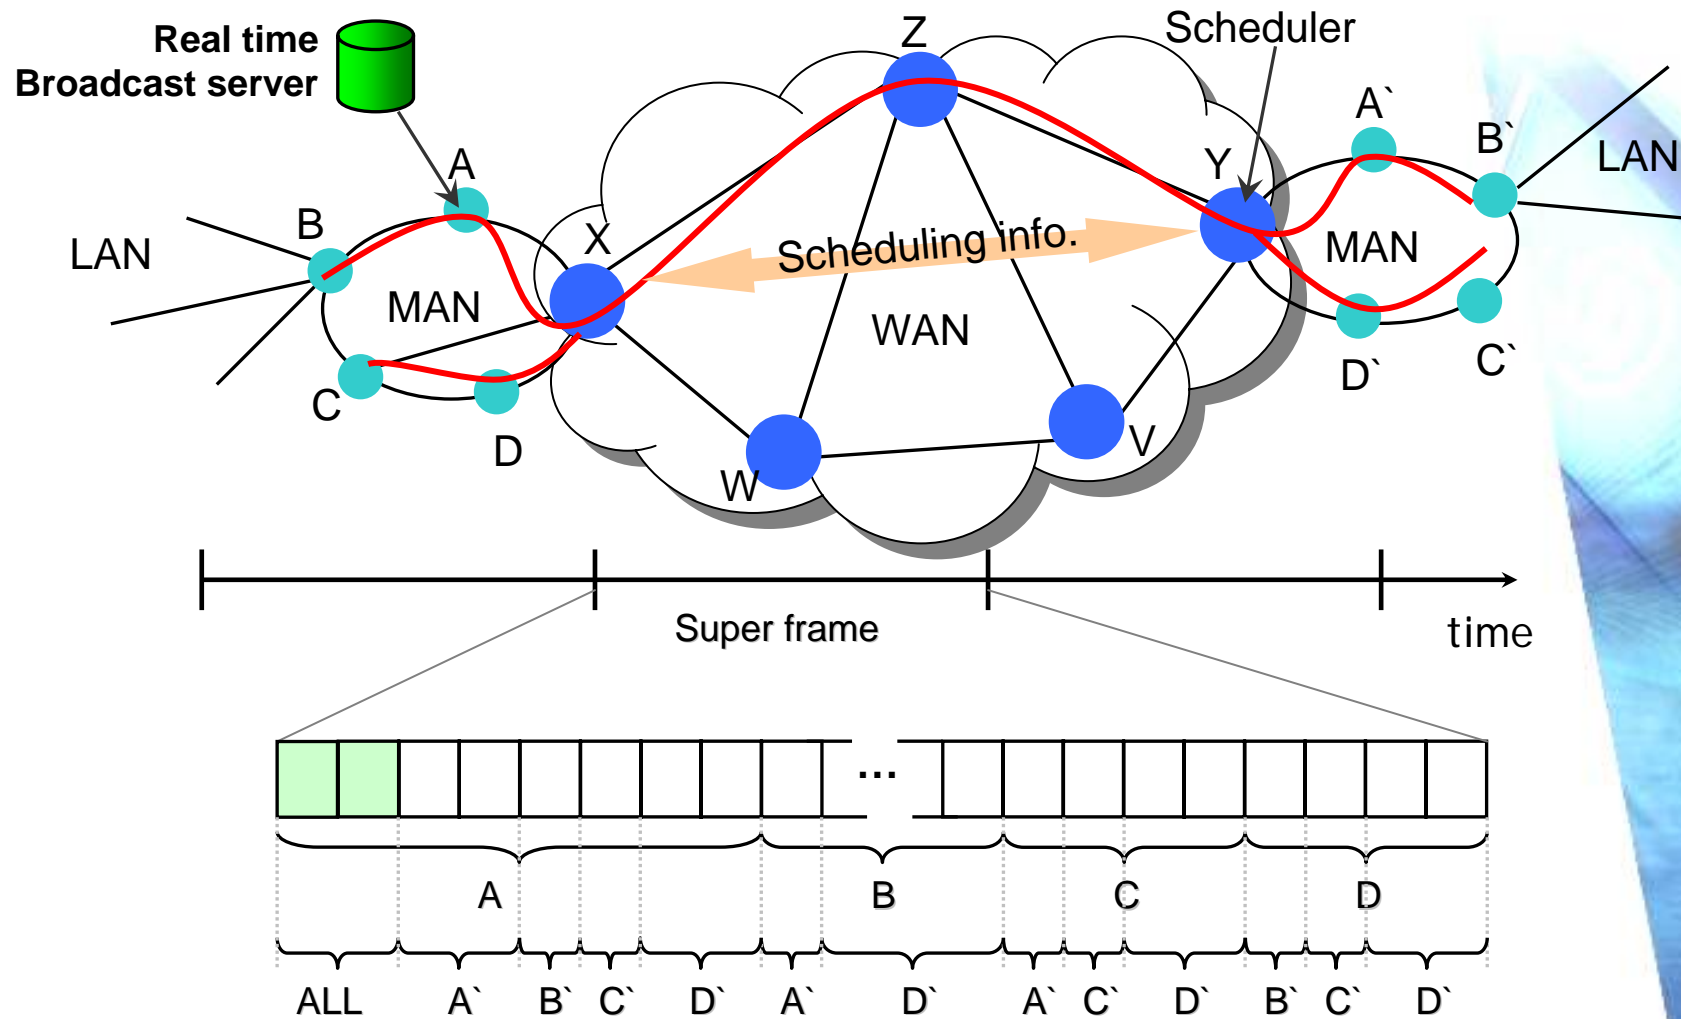 Real time
Broadcast server
Z
Scheduler
A`
B`
LAN
A
Y
B
X
LAN
MAN
Scheduling info.
MAN
WAN
C
D
D`
C`
W
V
Super frame
time
...
A
B
C
D
ALL
A`
B`
C`
D`
A`
D`
A`
C`
D`
B`
C`
D`